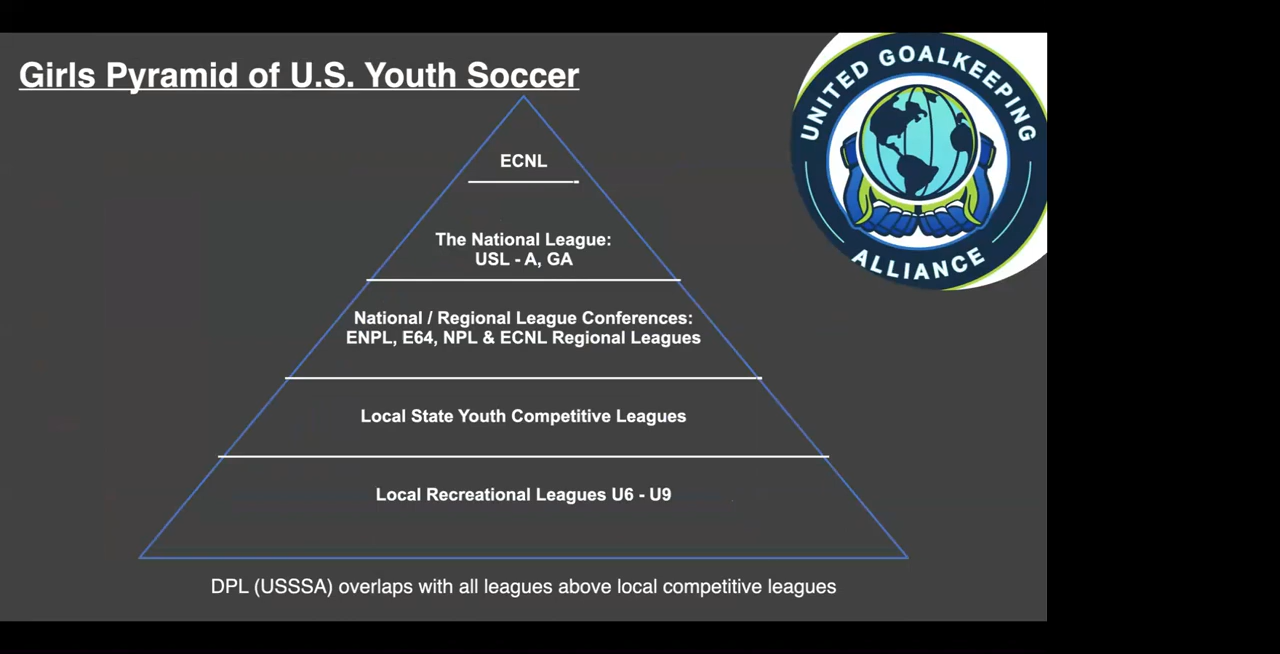 Girls Pyramid of U.S. Youth Soccer
UNITED GOALKEEPING
ALLIANCE
ECNL
The National League:
USL - A, GA
National / Regional League Conferences:
ENPL, E64, NPL & ECNL Regional Leagues
Local State Youth Competitive Leagues
Local Recreational Leagues U6 - U9
DPL (USSSA) overlaps with all leagues above local competitive leagues